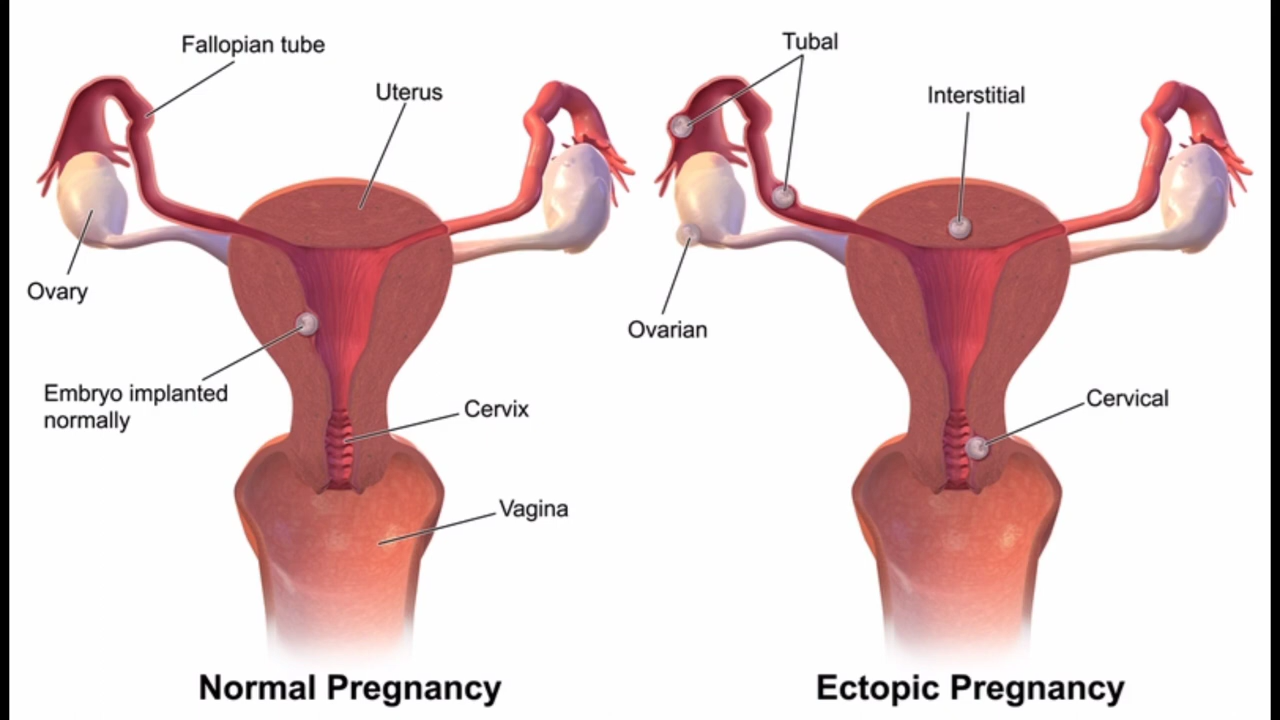 Fallopian tube
Uterus
Ovary
Embryo implanted
normally
Cervix
Vagina
Normal Pregnancy
Tubal
Interstitial
Ovarian
Cervical
Ectopic Pregnancy